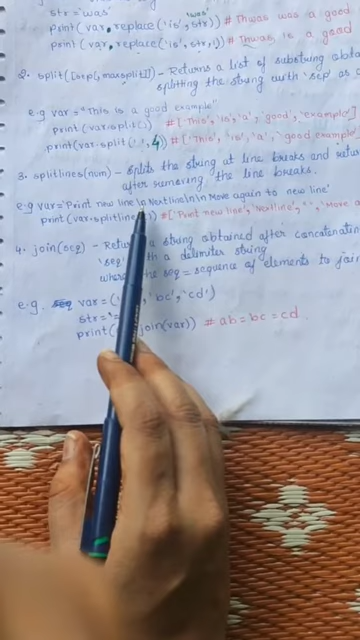 str='was'
'was'
print(var.replace('is',str)) # Thwas was a good
print(var.replace('is',str,1)) # Thwas is a good
2. split([sep[,maxsplit]]) - Returns a list of substring obta
splitting the string with 'sep' as
e.g var = "This is a good example"
print(var.split()) # ['This','is','a','good','example']
print(var.split(' ',4) # ['This','is','a','good example
3. splitlines(num) - splits the string at line breaks and retur
after removing the line breaks.
e.g var='Print new line \n Nextline\n\n Move again to new line'
print(var.splitline ) #['Print new line','Nextline',' ','Move a
4. join(seq) - Retur a string obtained after concatenatin
'seq' with a delimiter string
where the seq = sequence of elements to join
e.g. var = (' ,'bc','cd')
str ='=
print( join(var)) # ab=bc=cd